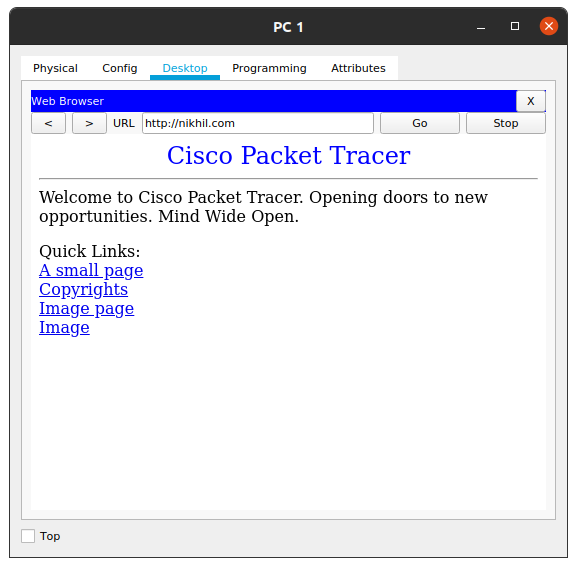 PC 1
Physical Config Desktop Programming Attributes
Web Browser X
< > URL http://nikhil.com Go Stop
Cisco Packet Tracer
Welcome to Cisco Packet Tracer. Opening doors to new
opportunities. Mind Wide Open.
Quick Links:
A small page
Copyrights
Image page
Image
Top